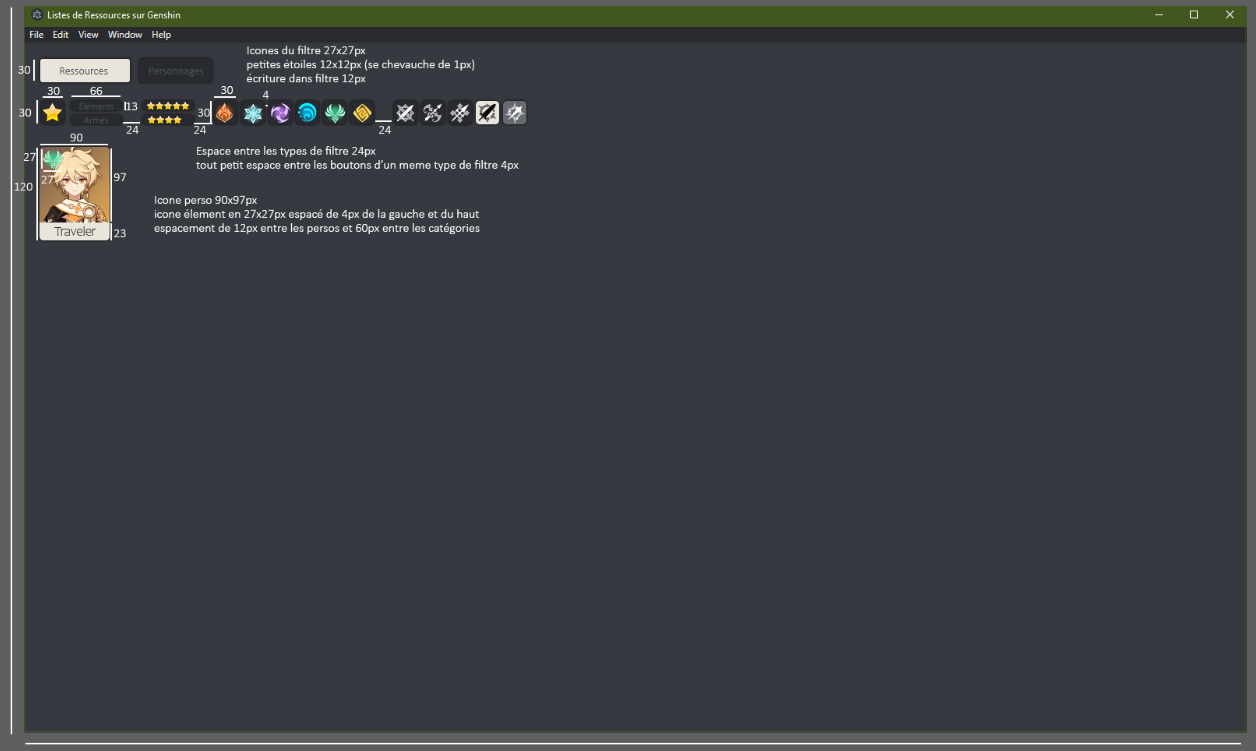 Listes de Ressources sur Genshin
File Edit View Window Help
Icones du filtre 27x27px
petites étoiles 12x12px (se chevauche de 1px)
écriture dans filtre 12px
30 Ressources Personnages
30 66 30 4
30 Eléments 13 30
Armes
24 24 24
90
Espace entre les types de filtre 24px
tout petit espace entre les boutons d'un meme type de filtre 4px
27
27 97
120
Icone perso 90x97px
icone élement en 27x27px espacé de 4px de la gauche et du haut
espacement de 12px entre les persos et 60px entre les catégories
Traveler 23